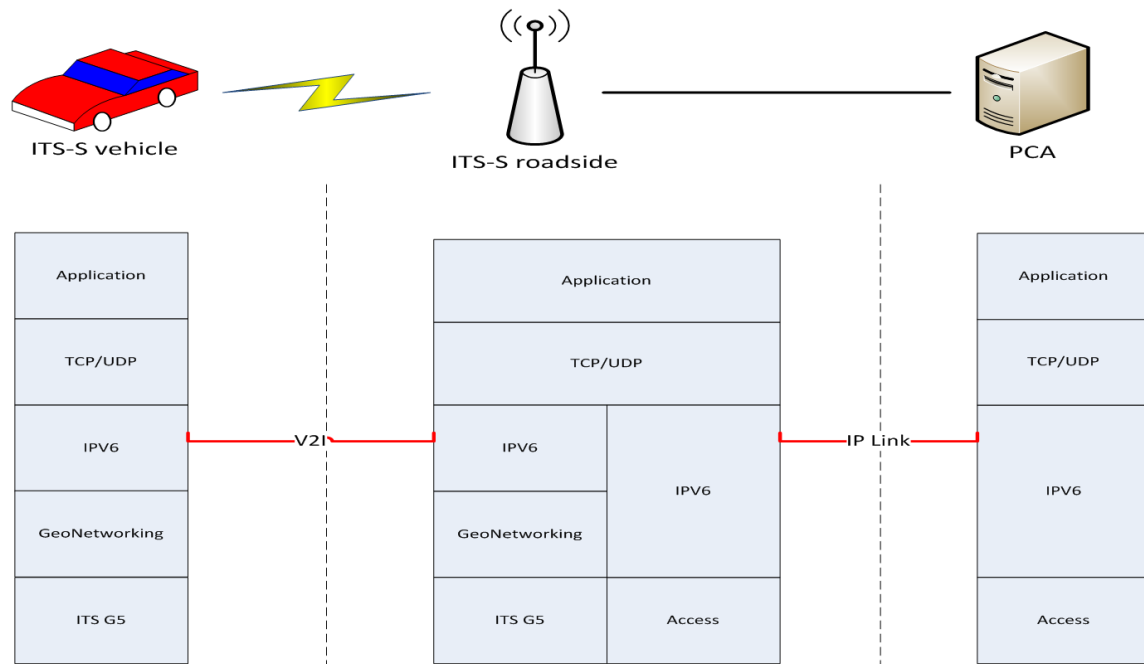 ITS-S vehicle
ITS-S roadside
PCA
Application
TCP/UDP
IPV6
GeoNetworking
ITS G5
V2I
Application
TCP/UDP
IPV6
GeoNetworking
ITS G5
IPV6
Access
IP Link
Application
TCP/UDP
IPV6
Access